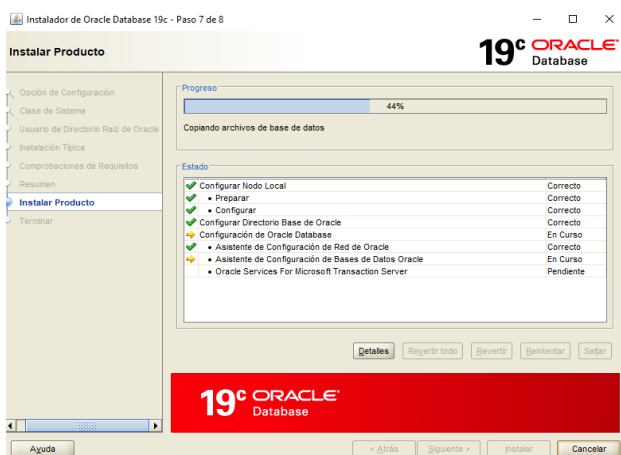 Instalador de Oracle Database 19c - Paso 7 de 8
Instalar Producto
19c ORACLE
Database
Opción de Configuración
Clase de Sistema
Usuario de Directorio Raíz de Oracle
Instalación Típica
Comprobaciones de Requisitos
Resumen
Instalar Producto
Terminar
Progreso
44%
Copiando archivos de base de datos
Estado
Configurar Nodo Local Correcto
• Preparar Correcto
• Configurar Correcto
Configurar Directorio Base de Oracle Correcto
Configuración de Oracle Database En Curso
• Asistente de Configuración de Red de Oracle Correcto
• Asistente de Configuración de Bases de Datos Oracle En Curso
• Oracle Services For Microsoft Transaction Server Pendiente
Detalles Revertir todo Revertir Reintentar Saltar
19c ORACLE
Database
Ayuda < Atrás Siguiente > Instalar Cancelar